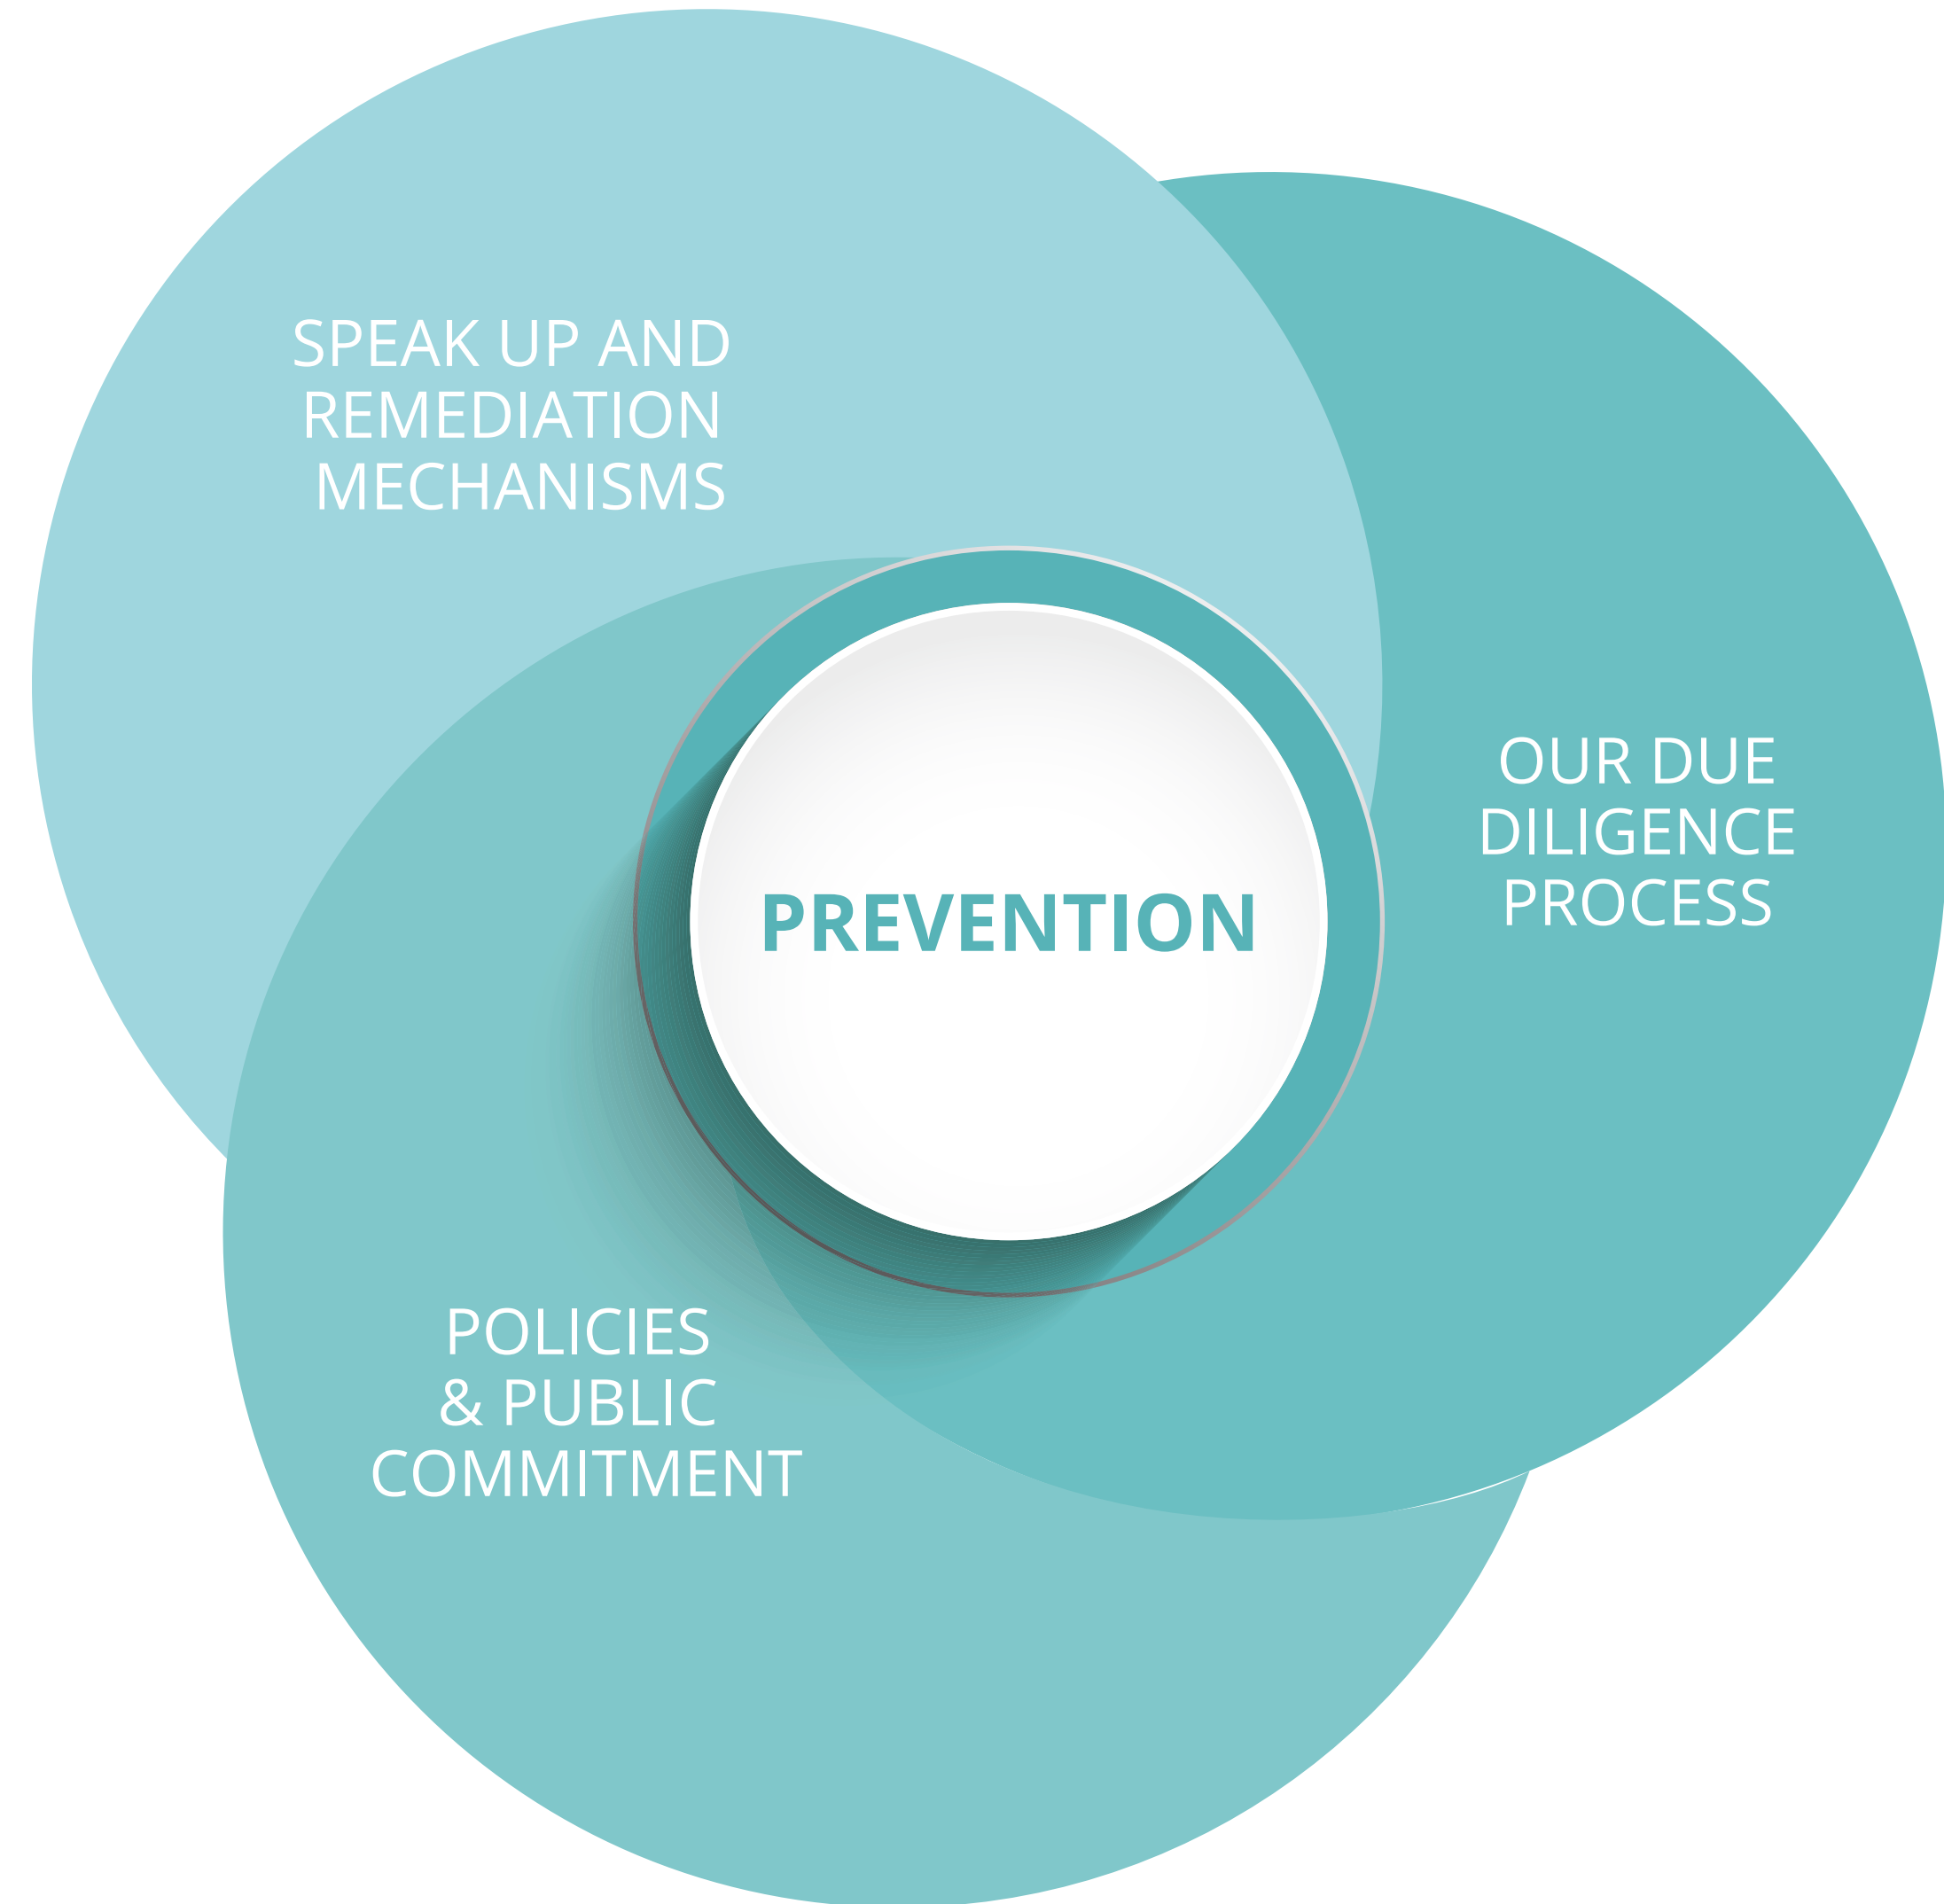 SPEAK UP AND
REMEDIATION
MECHANISMS
OUR DUE
DILIGENCE
PROCESS
PREVENTION
POLICIES
& PUBLIC
COMMITMENT